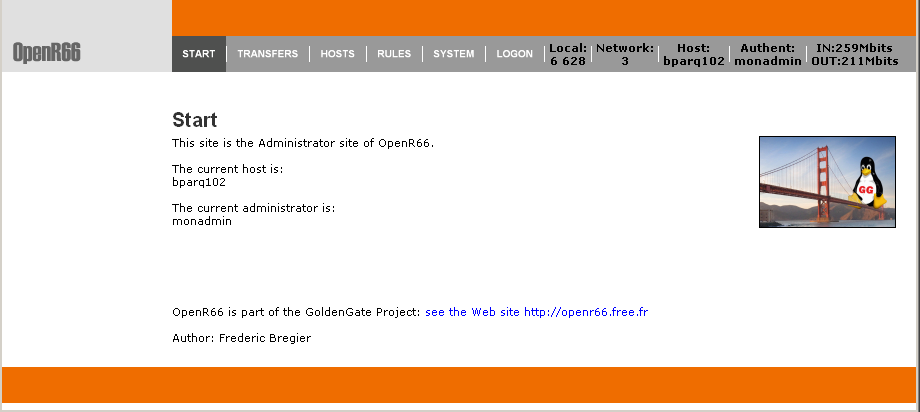 OpenR66
START TRANSFERS HOSTS RULES SYSTEM LOGON
Local: 6 628
Network: 3
Host: bparq102
Authent: monadmin
IN:259Mbits
OUT:211Mbits
Start
This site is the Administrator site of OpenR66.
The current host is:
bparq102
The current administrator is:
monadmin
GG
OpenR66 is part of the GoldenGate Project: see the Web site http://openr66.free.fr
Author: Frederic Bregier